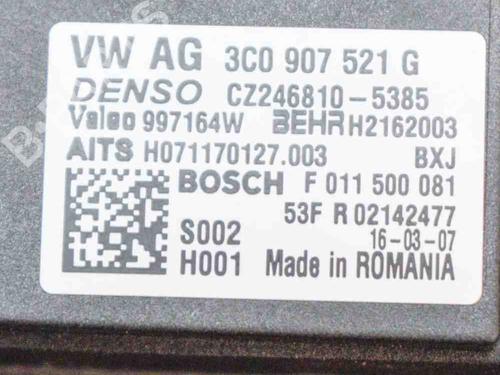 VW AG 3C0 907 521 G
DENSO CZ246810-5385
Valeo 997164W BEHR H2162003
AITS H071170127.003 BXJ
BOSCH F 011 500 081
53F R 02142477
S002 16-03-07
H001 Made in ROMANIA